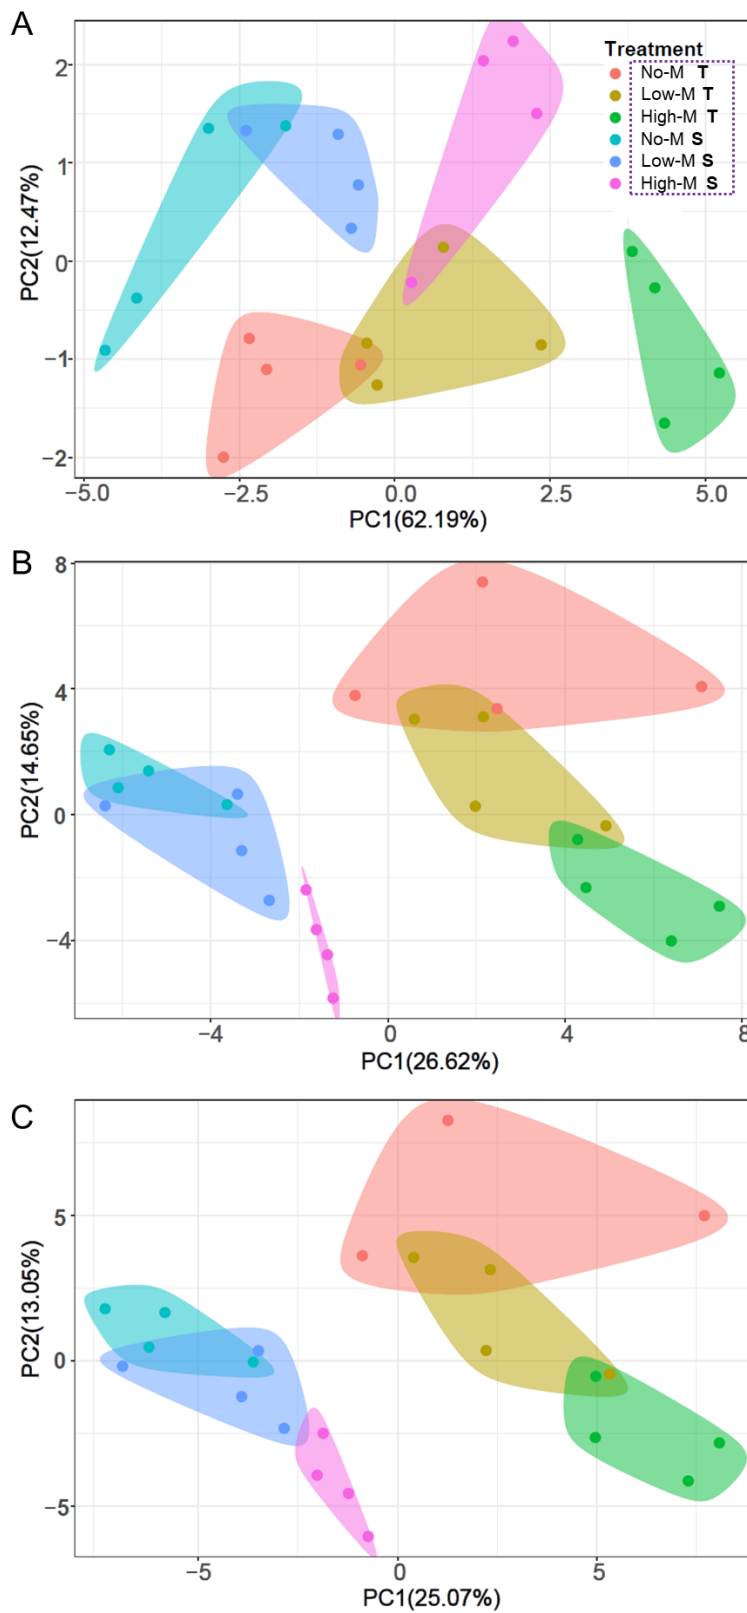 A
Treatment
No-M T
Low-M T
High-M T
No-M S
Low-M S
High-M S
PC2(12.47%)
2
1
0
−1
−2
−5.0
−2.5
0.0
2.5
5.0
PC1(62.19%)
B
PC2(14.65%)
8
4
0
−4
−4
0
4
8
PC1(26.62%)
C
PC2(13.05%)
5
0
−5
−5
0
5
PC1(25.07%)